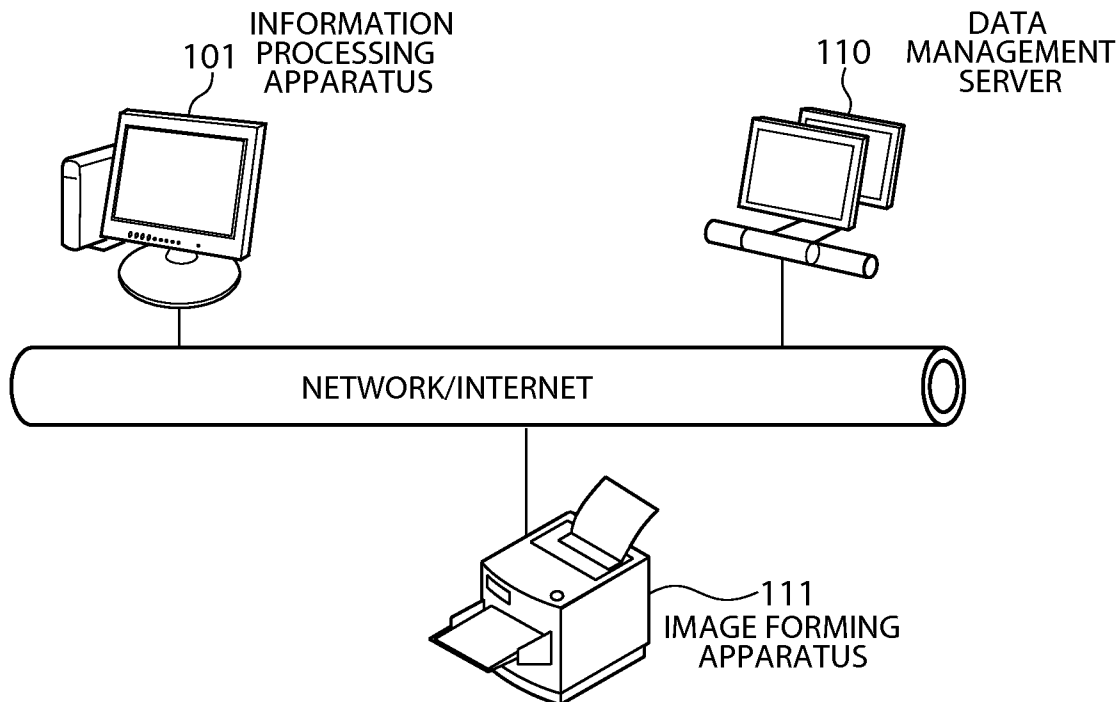 INFORMATION
PROCESSING
APPARATUS
101
DATA
MANAGEMENT
SERVER
110
NETWORK/INTERNET
111
IMAGE FORMING
APPARATUS